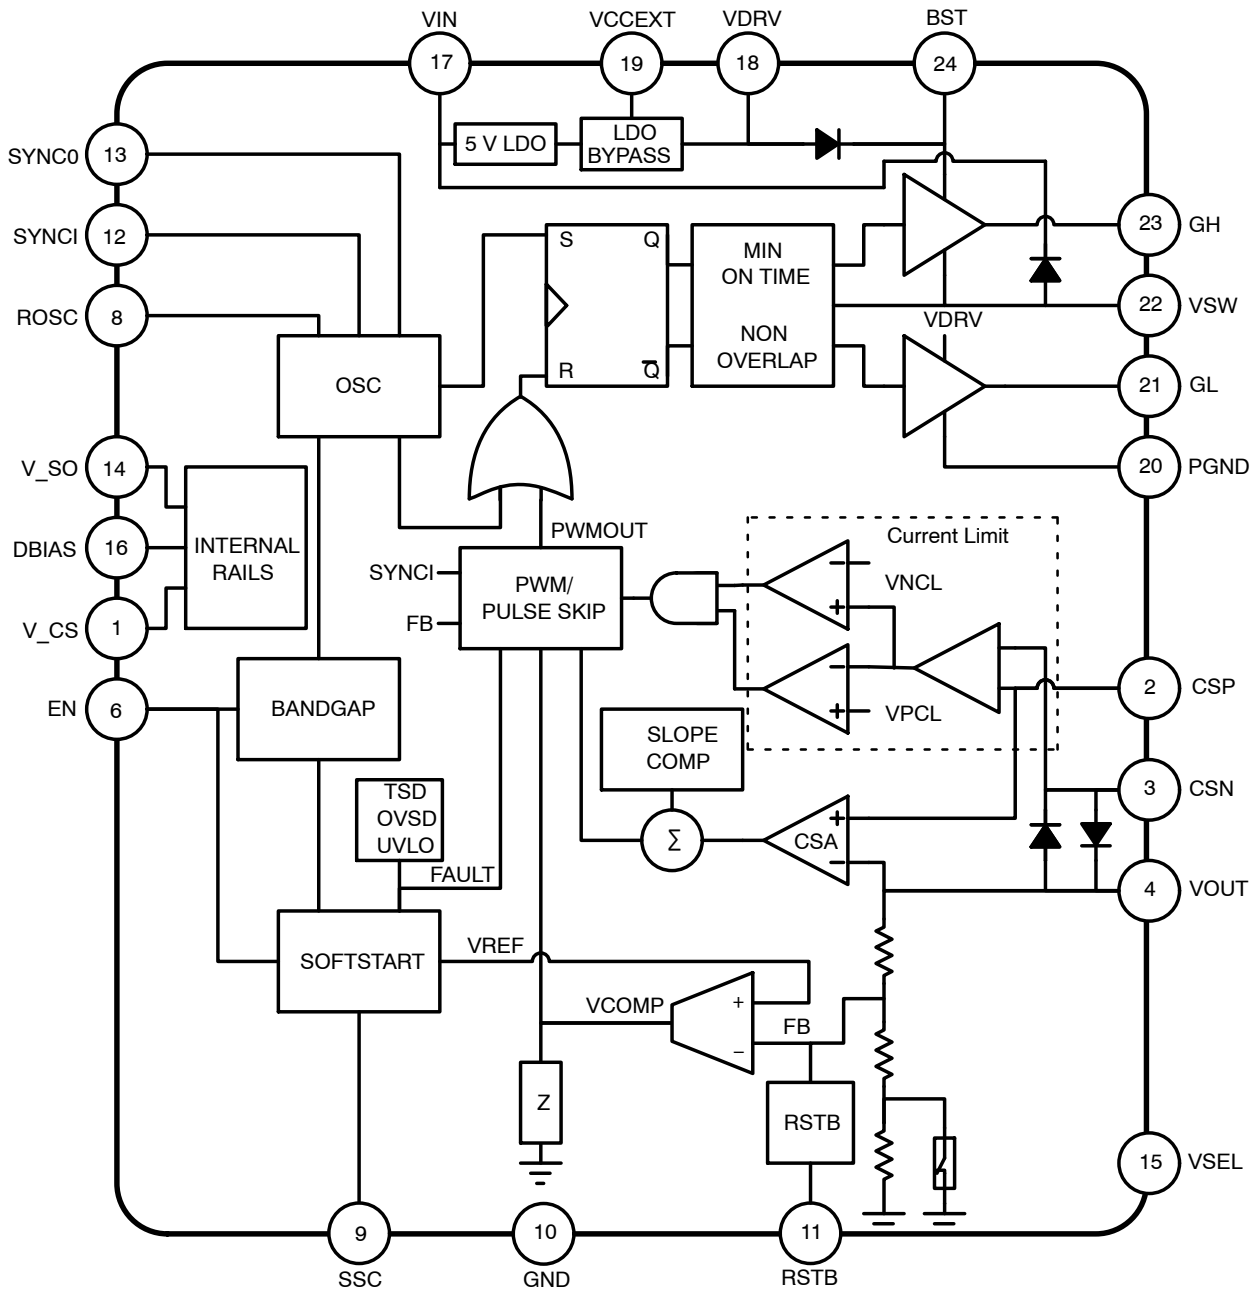 VIN
VCCEXT
VDRV
BST
17
19
18
24
5 V LDO
LDO
BYPASS
SYNC0
13
SYNCI
12
ROSC
8
23
GH
22
VSW
21
GL
20
PGND
S
Q
R
Q̅
MIN
ON TIME
NON
OVERLAP
VDRV
OSC
V_SO
14
DBIAS
16
V_CS
1
EN
6
INTERNAL
RAILS
PWMOUT
SYNCI
FB
PWM/
PULSE SKIP
Current Limit
VNCL
VPCL
−
+
−
+
2
CSP
3
CSN
4
VOUT
BANDGAP
SLOPE
COMP
TSD
OVSD
UVLO
FAULT
Σ
CSA
+
−
SOFTSTART
VREF
VCOMP
+
−
FB
Z
RSTB
15
VSEL
9
10
11
SSC
GND
RSTB